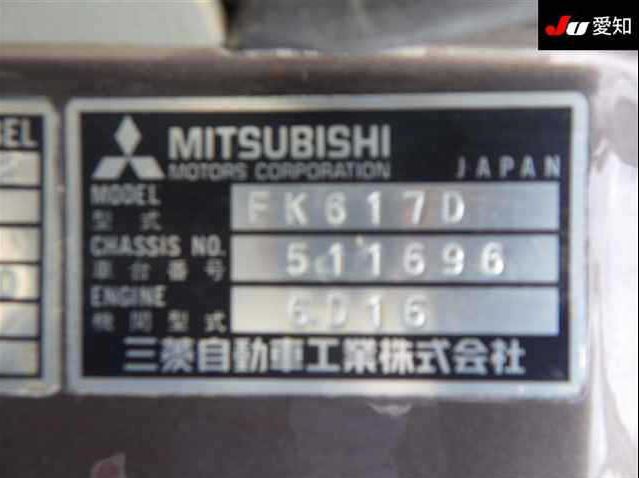 JU 愛知
BEL
MITSUBISHI
MOTORS CORPORATION JAPAN
MODEL FK617D
型式
CHASSIS NO. 511696
車台番号
ENGINE 6D16
機関型式
三菱自動車工業株式会社